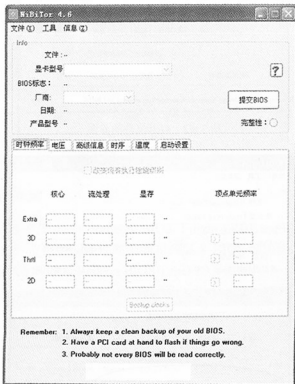 NiBiTor 4.6
文件(X) 工具 信息(Z)
Info
文件: --
显卡型号
?
BIOS标志: --
厂商:
提交BIOS
日期: --
产品型号 --
完整性:
时钟频率 电压 高级信息 时序 温度 启动设置
核心 流处理 显存 顶点单元频率
Extra
3D
Thrtl
2D
Remember: 1. Always keep a clean backup of your old BIOS.
2. Have a PCI card at hand to flash if things go wrong.
3. Probably not every BIOS will be read correctly.